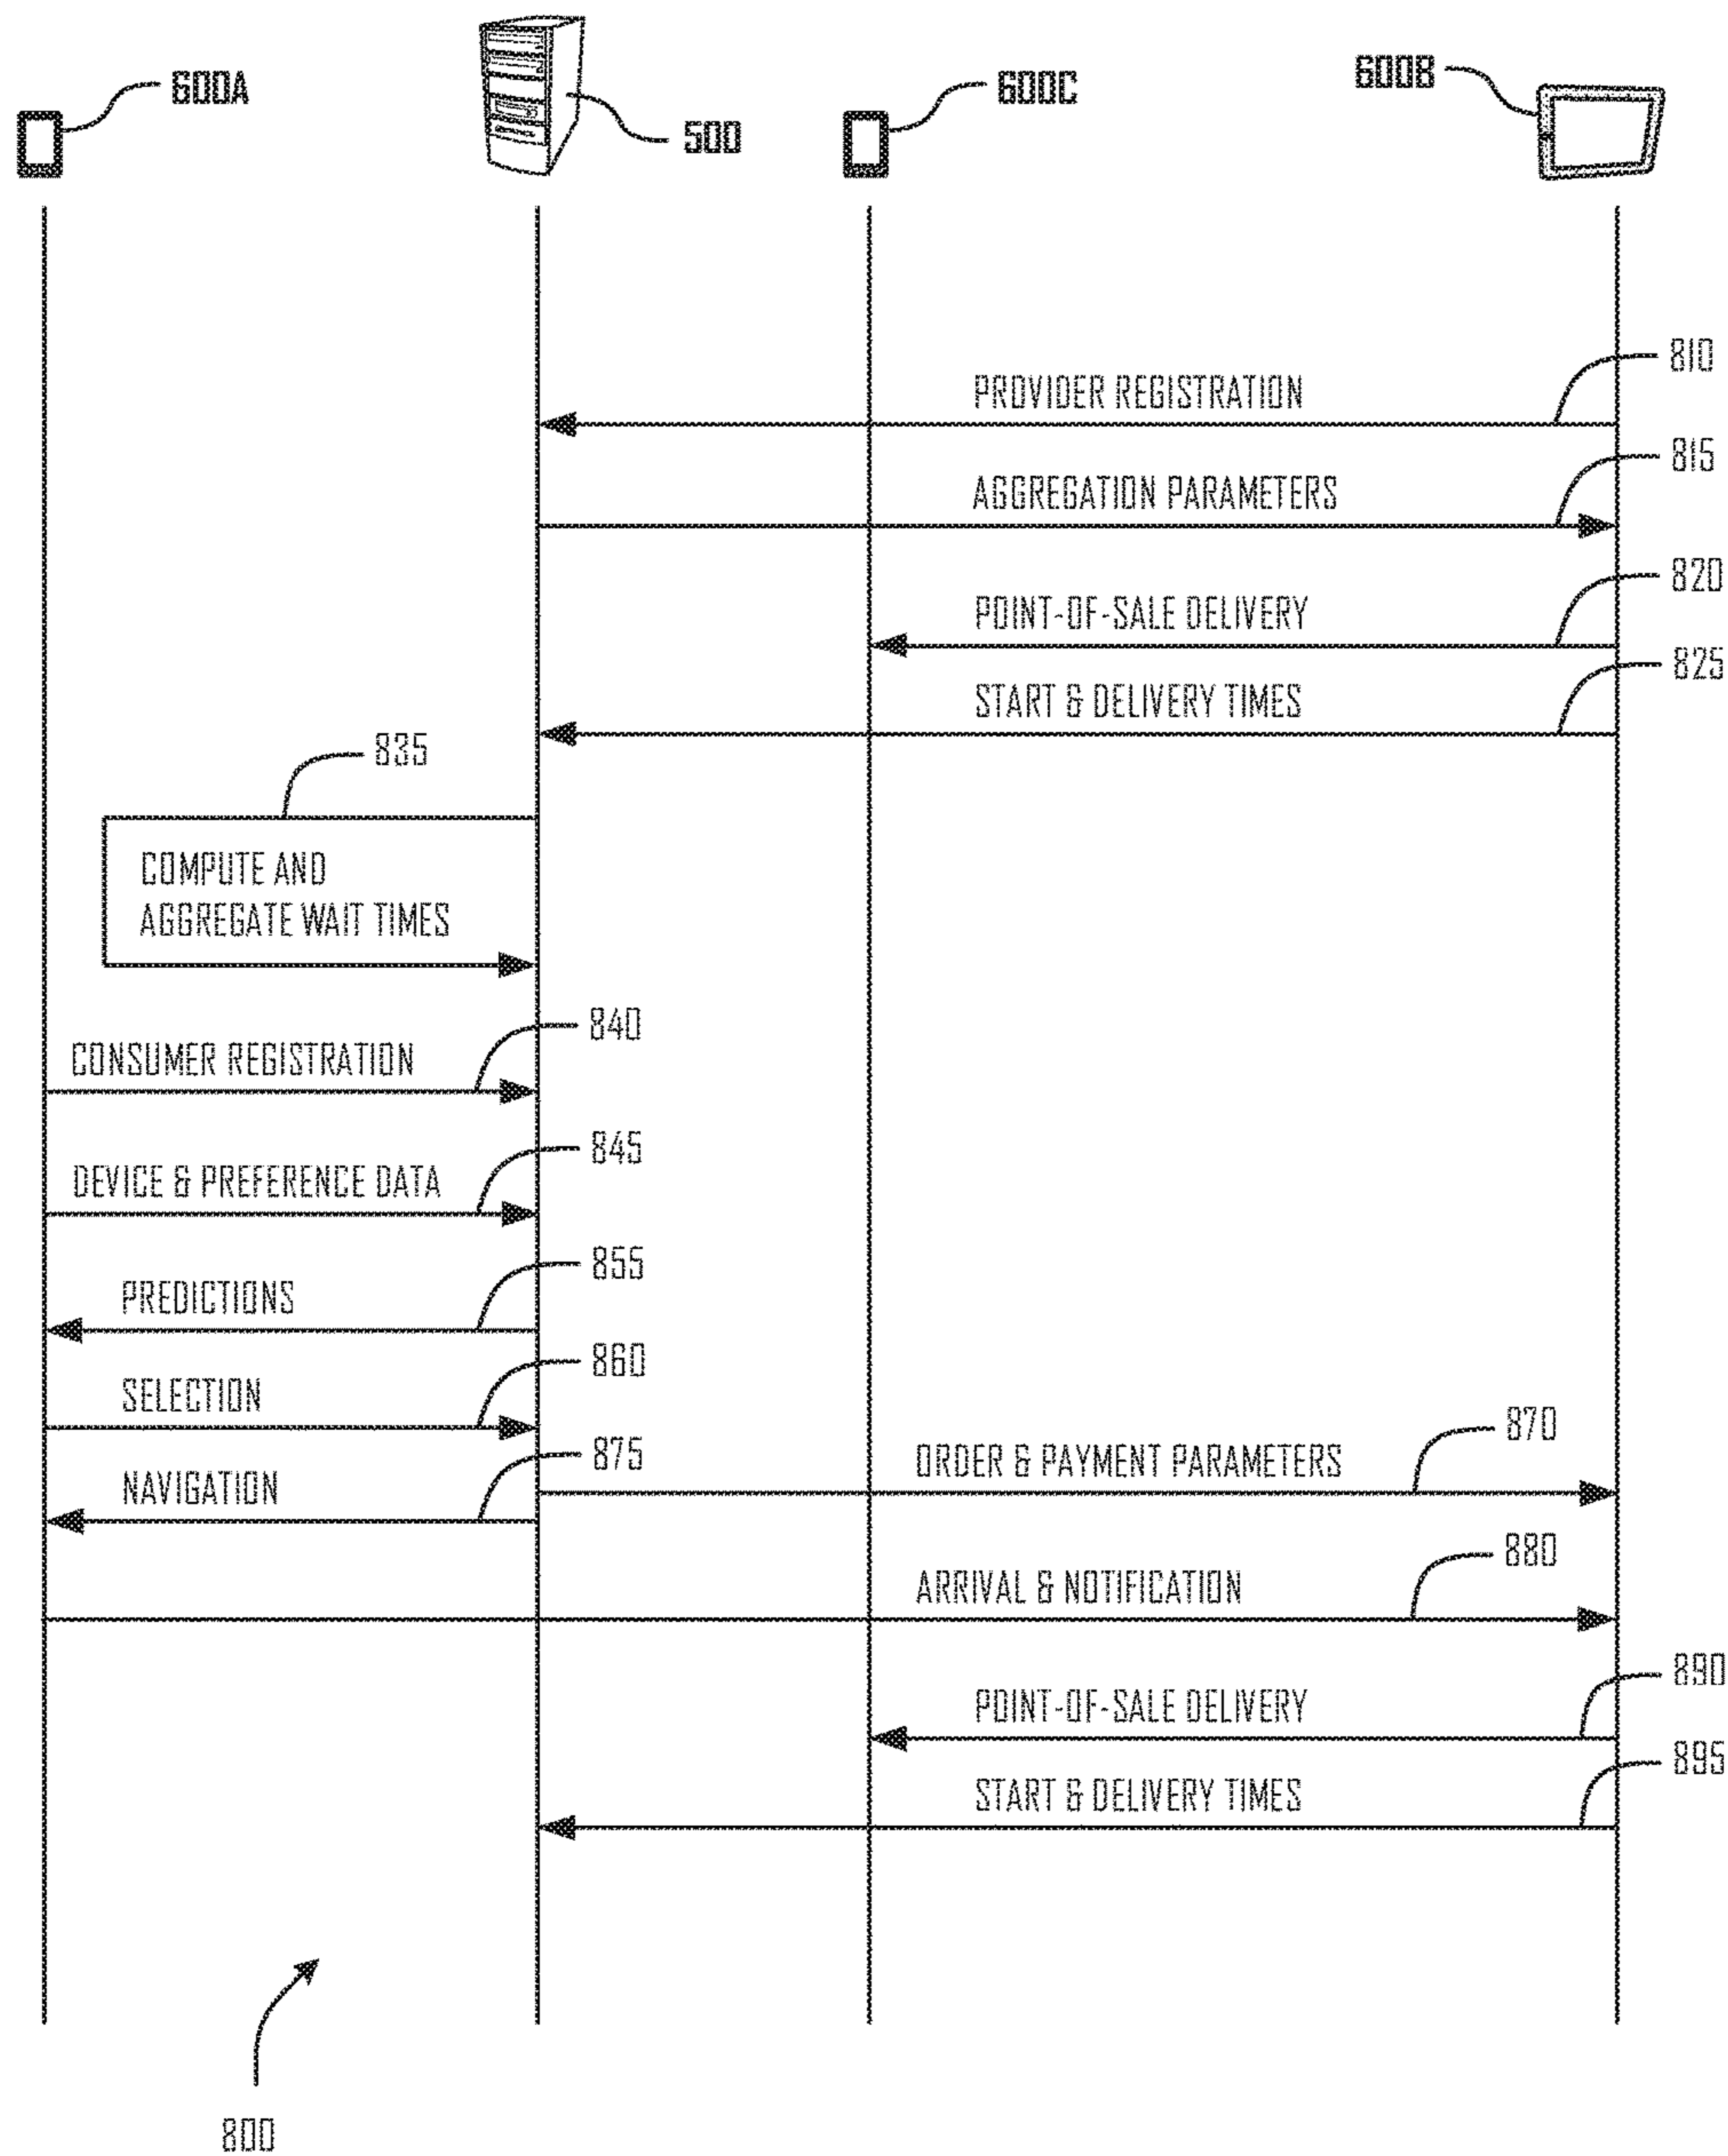 600A
500
600C
600B
810
PROVIDER REGISTRATION
815
AGGREGATION PARAMETERS
820
POINT-OF-SALE DELIVERY
825
START & DELIVERY TIMES
835
COMPUTE AND
AGGREGATE WAIT TIMES
840
CONSUMER REGISTRATION
845
DEVICE & PREFERENCE DATA
855
PREDICTIONS
860
SELECTION
875
NAVIGATION
870
ORDER & PAYMENT PARAMETERS
880
ARRIVAL & NOTIFICATION
890
POINT-OF-SALE DELIVERY
895
START & DELIVERY TIMES
800